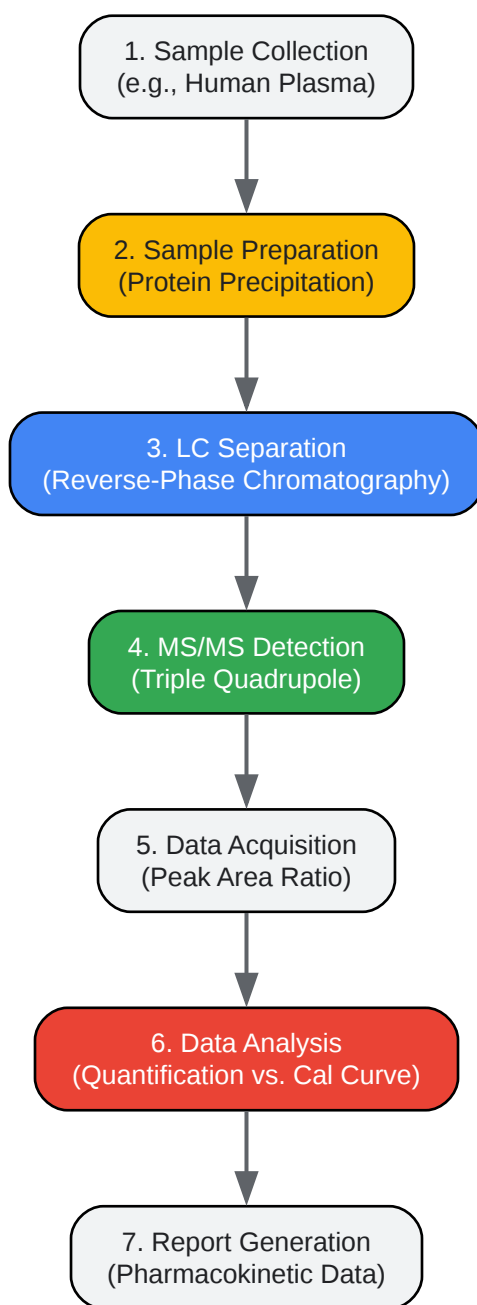 1. Sample Collection
(e.g., Human Plasma)
2. Sample Preparation
(Protein Precipitation)
3. LC Separation
(Reverse-Phase Chromatography)
4. MS/MS Detection
(Triple Quadrupole)
5. Data Acquisition
(Peak Area Ratio)
6. Data Analysis
(Quantification vs. Cal Curve)
7. Report Generation
(Pharmacokinetic Data)